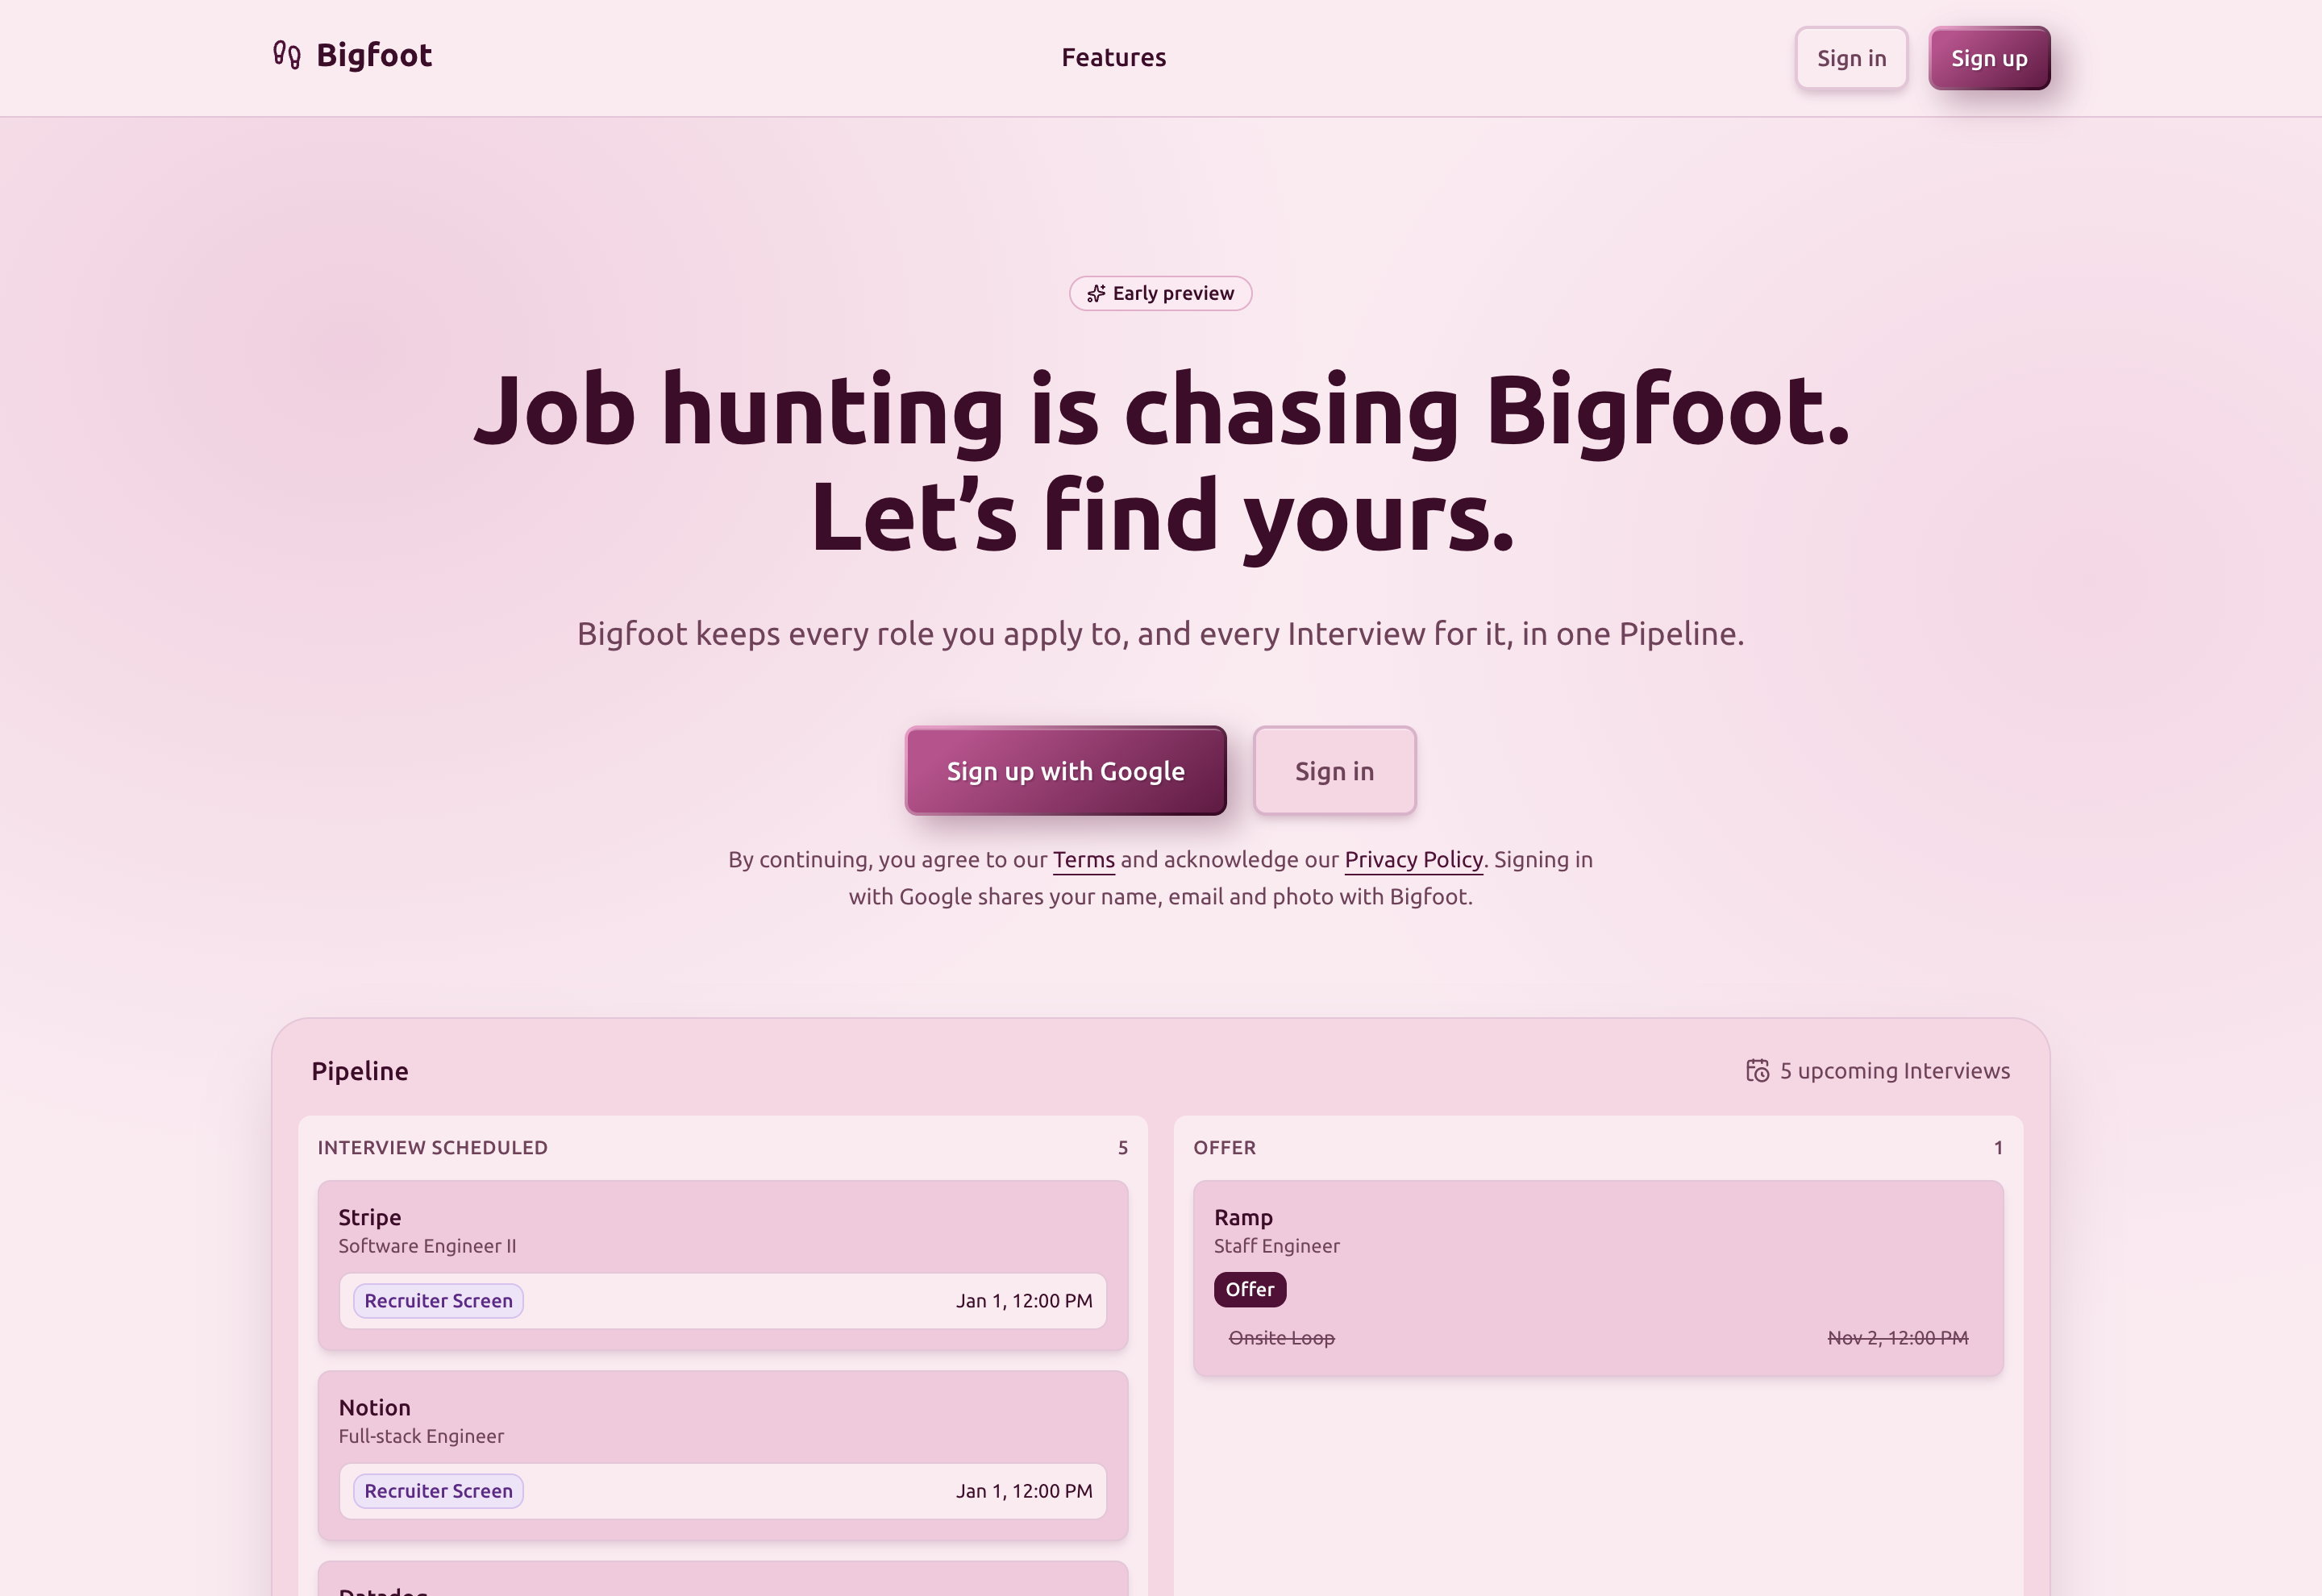 Bigfoot
Features
Sign in
Sign up
Early preview
Job hunting is chasing Bigfoot.
Let’s find yours.
Bigfoot keeps every role you apply to, and every Interview for it, in one Pipeline.
Sign up with Google
Sign in
By continuing, you agree to our Terms and acknowledge our Privacy Policy. Signing in
with Google shares your name, email and photo with Bigfoot.
Pipeline
5 upcoming Interviews
INTERVIEW SCHEDULED
5
Stripe
Software Engineer II
Recruiter Screen
Jan 1, 12:00 PM
Notion
Full-stack Engineer
Recruiter Screen
Jan 1, 12:00 PM
OFFER
1
Ramp
Staff Engineer
Offer
Onsite Loop
Nov 2, 12:00 PM